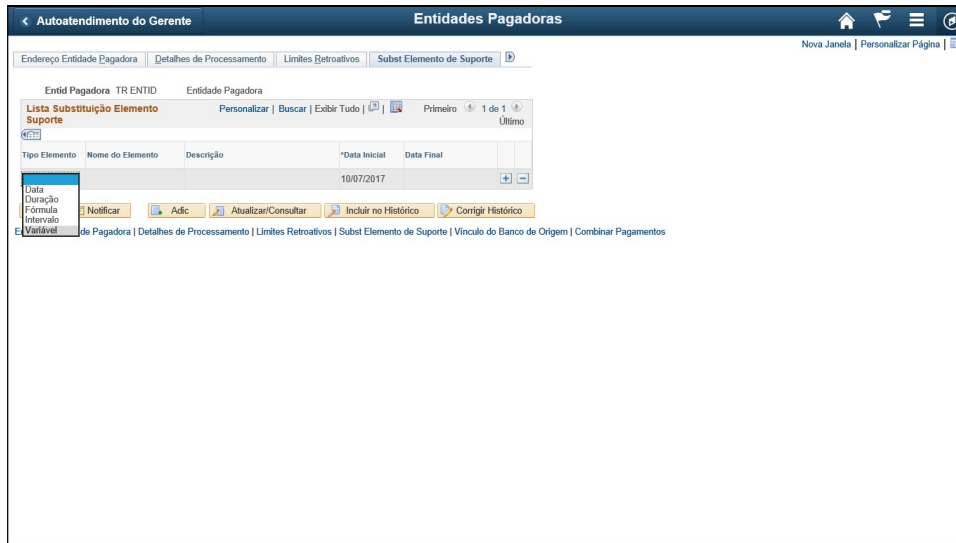 Autoatendimento do Gerente
Entidades Pagadoras
Nova Janela | Personalizar Página |
Endereço Entidade Pagadora
Detalhes de Processamento
Limites Retroativos
Subst Elemento de Suporte
Entid Pagadora TR ENTID Entidade Pagadora
Lista Substituição Elemento Suporte
Personalizar | Buscar | Exibir Tudo | |
Primeiro 1 de 1 Último
Tipo Elemento Nome do Elemento Descrição *Data Inicial Data Final
10/07/2017
Data
Duração
Fórmula
Intervalo
Variável
Notificar
Adic
Atualizar/Consultar
Incluir no Histórico
Corrigir Histórico
de Pagadora | Detalhes de Processamento | Limites Retroativos | Subst Elemento de Suporte | Vínculo do Banco de Origem | Combinar Pagamentos